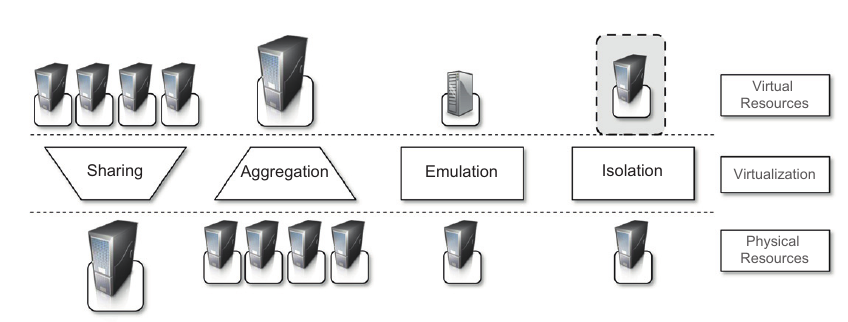 Virtual
Resources
Sharing
Aggregation
Emulation
Isolation
Virtualization
Physical
Resources